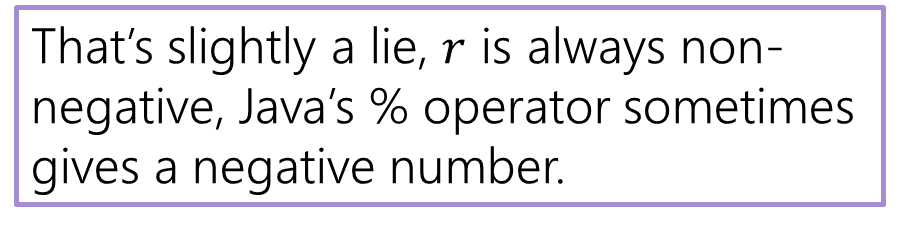 That’s slightly a lie, r is always non-
negative, Java’s % operator sometimes
gives a negative number.